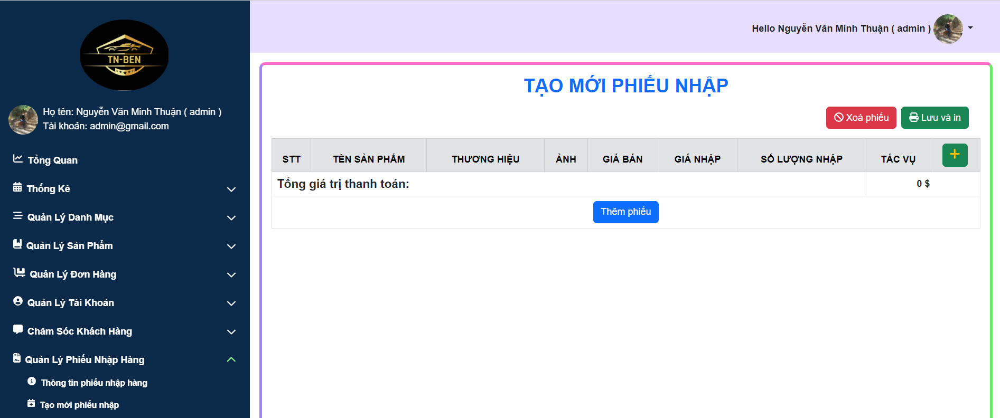 TN-BEN
Họ tên: Nguyễn Văn Minh Thuận ( admin )
Tài khoản: admin@gmail.com
Tổng Quan
Thống Kê
Quản Lý Danh Mục
Quản Lý Sản Phẩm
Quản Lý Đơn Hàng
Quản Lý Tài Khoản
Chăm Sóc Khách Hàng
Quản Lý Phiếu Nhập Hàng
Thông tin phiếu nhập hàng
Tạo mới phiếu nhập
Hello Nguyễn Văn Minh Thuận ( admin )
TẠO MỚI PHIẾU NHẬP
Xoá phiếu Lưu và in
STT TÊN SẢN PHẨM THƯƠNG HIỆU ẢNH GIÁ BÁN GIÁ NHẬP SỐ LƯỢNG NHẬP TÁC VỤ
Tổng giá trị thanh toán: 0 $
Thêm phiếu